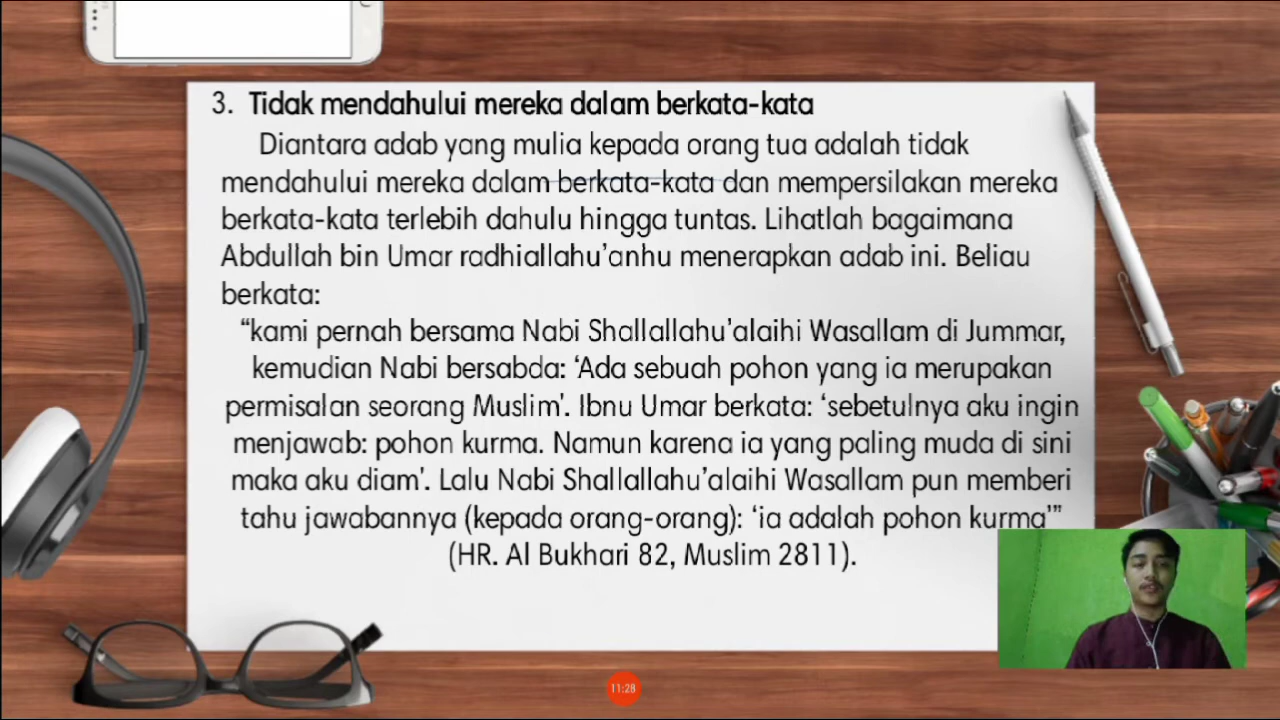 3. Tidak mendahului mereka dalam berkata-kata
Diantara adab yang mulia kepada orang tua adalah tidak
mendahului mereka dalam berkata-kata dan mempersilakan mereka
berkata-kata terlebih dahulu hingga tuntas. Lihatlah bagaimana
Abdullah bin Umar radhiallahu’anhu menerapkan adab ini. Beliau
berkata:
“kami pernah bersama Nabi Shallallahu’alaihi Wasallam di Jummar,
kemudian Nabi bersabda: ‘Ada sebuah pohon yang ia merupakan
permisalan seorang Muslim’. Ibnu Umar berkata: ‘sebetulnya aku ingin
menjawab: pohon kurma. Namun karena ia yang paling muda di sini
maka aku diam’. Lalu Nabi Shallallahu’alaihi Wasallam pun memberi
tahu jawabannya (kepada orang-orang): ‘ia adalah pohon kurma’”
(HR. Al Bukhari 82, Muslim 2811).
11:28